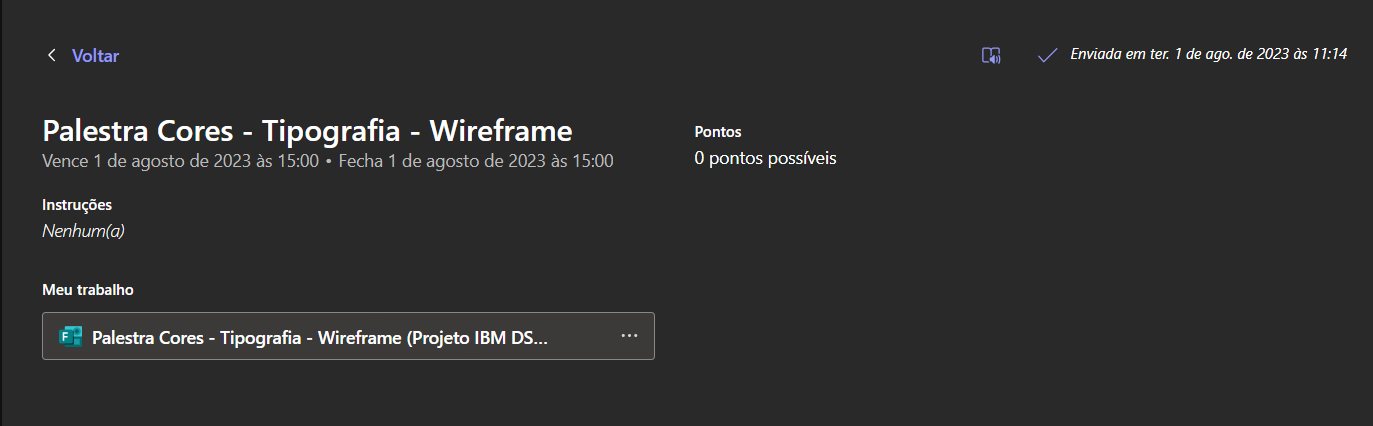 Voltar
Enviada em ter. 1 de ago. de 2023 às 11:14
Palestra Cores - Tipografia - Wireframe
Vence 1 de agosto de 2023 às 15:00 • Fecha 1 de agosto de 2023 às 15:00
Pontos
0 pontos possíveis
Instruções
Nenhum(a)
Meu trabalho
Palestra Cores - Tipografia - Wireframe (Projeto IBM DS...